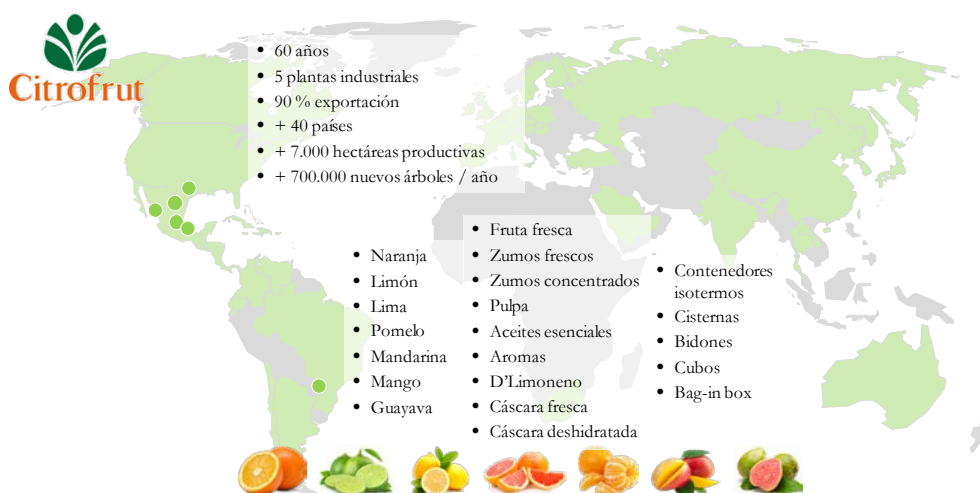 Citrofrut
• 60 años
• 5 plantas industriales
• 90 % exportación
• + 40 países
• + 7.000 hectáreas productivas
• + 700.000 nuevos árboles / año
• Naranja
• Limón
• Lima
• Pomelo
• Mandarina
• Mango
• Guayava
• Fruta fresca
• Zumos frescos
• Zumos concentrados
• Pulpa
• Aceites esenciales
• Aromas
• D'Limoneno
• Cáscara fresca
• Cáscara deshidratada
• Contenedores
isotermos
• Cisternas
• Bidones
• Cubos
• Bag-in box